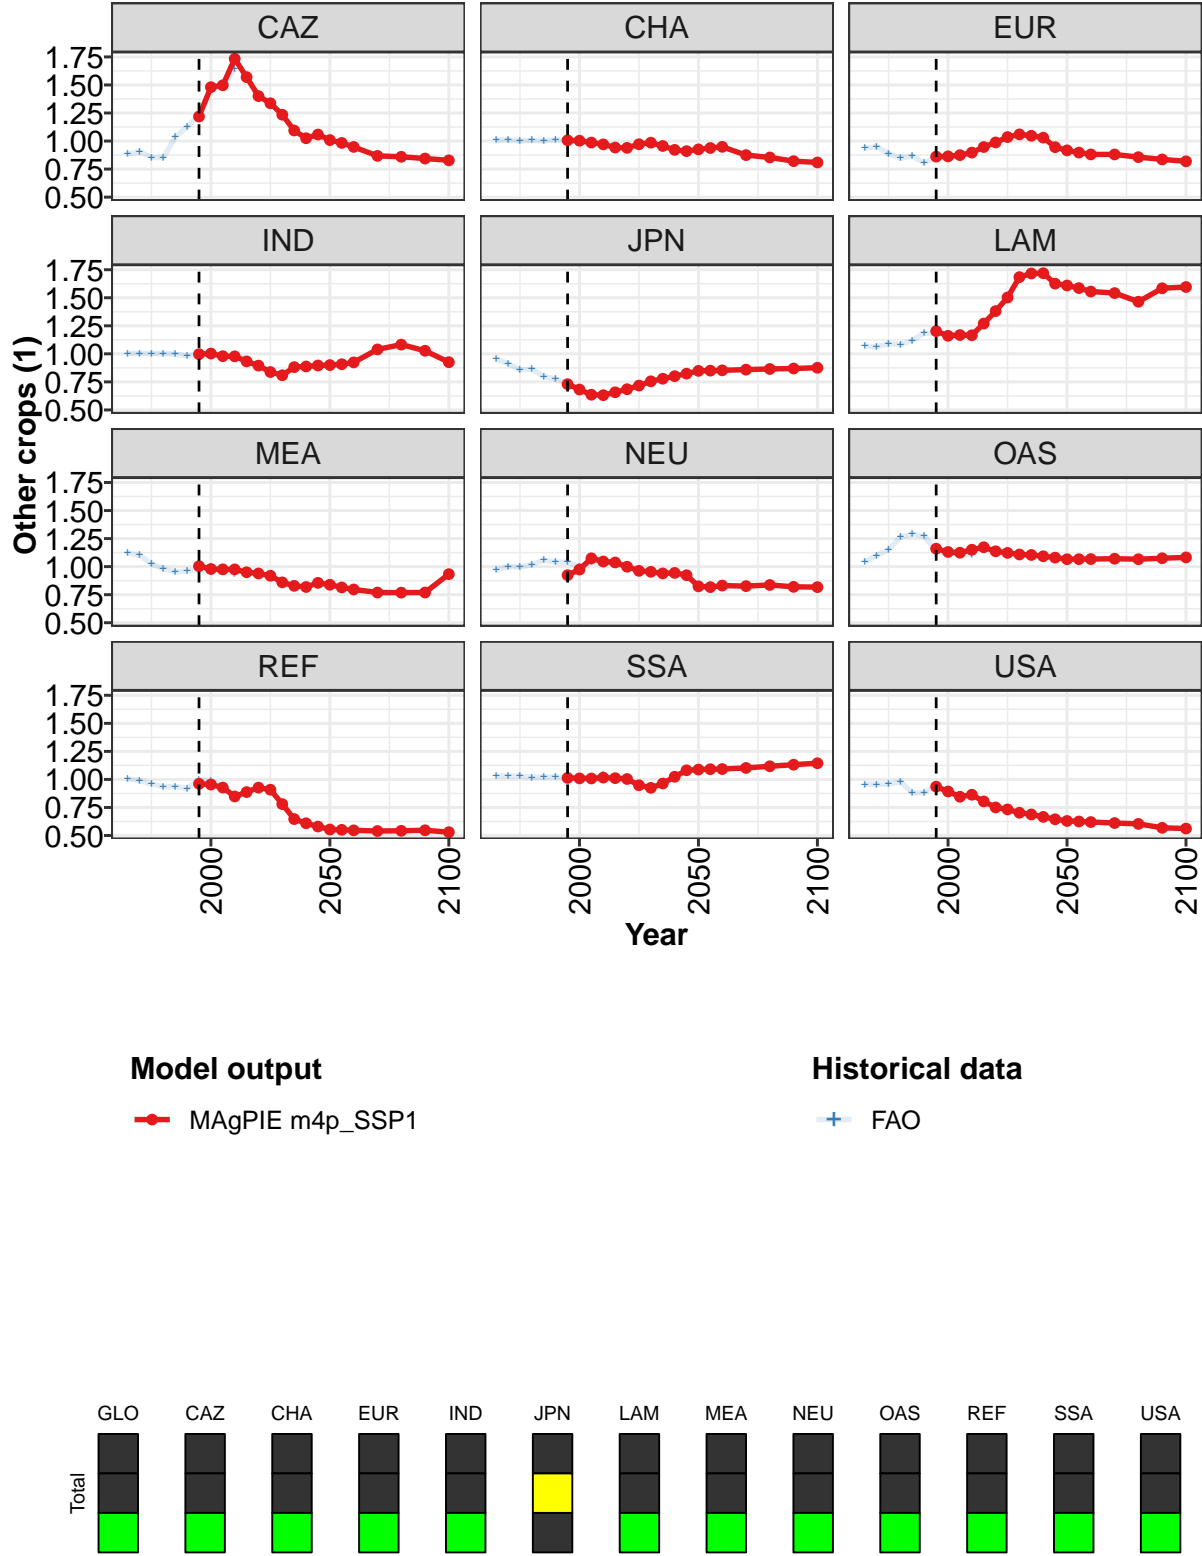 CAZ CHA EUR
1.75
1.50
1.25
1.00
0.75
0.50
IND JPN LAM
1.75
1.50
1.25
1.00
0.75
0.50
MEA NEU OAS
1.75
1.50
1.25
1.00
0.75
0.50
REF SSA USA
1.75
1.50
1.25
1.00
0.75
0.50
Other crops (1)
2000 2050 2100 2000 2050 2100 2000 2050 2100
Year
Model output Historical data
MAgPIE m4p_SSP1 FAO
GLO CAZ CHA EUR IND JPN LAM MEA NEU OAS REF SSA USA
Total